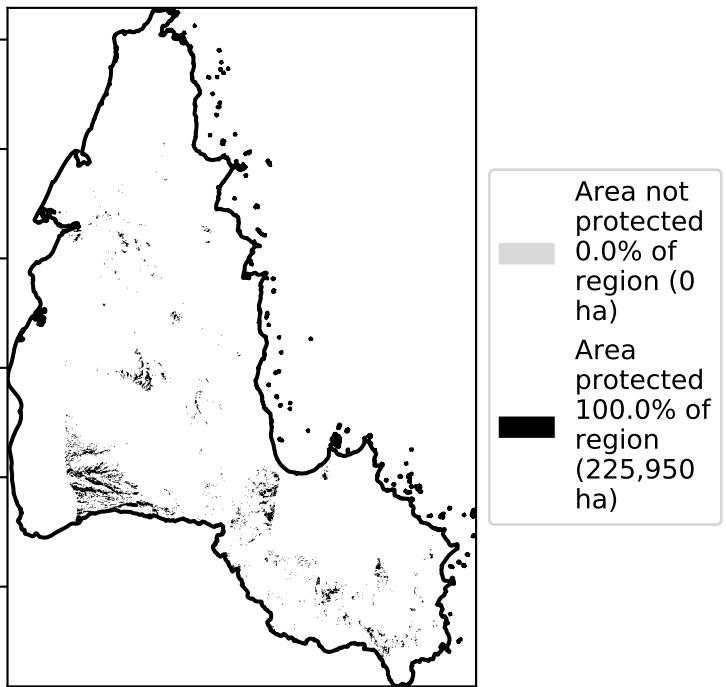 Area not
protected
0.0% of
region (0
ha)
Area
protected
100.0% of
region
(225,950
ha)